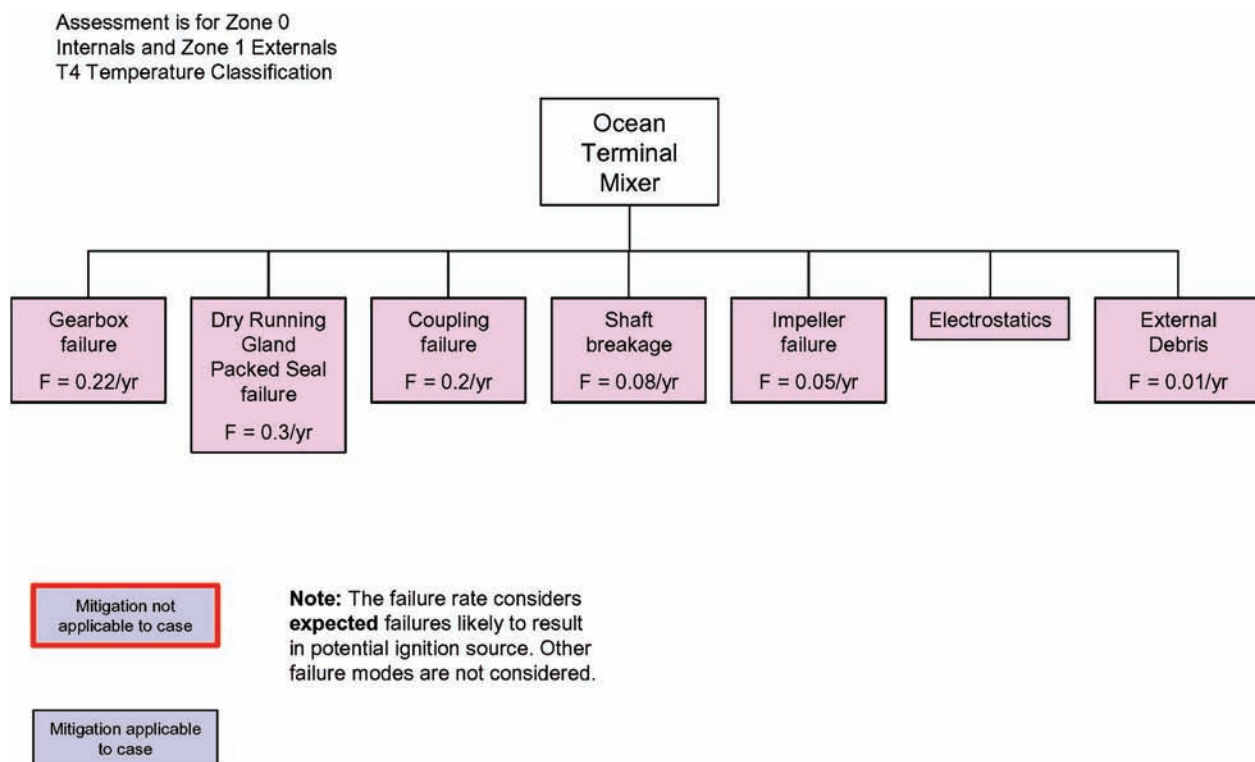 Assessment is for Zone 0
Internals and Zone 1 Externals
T4 Temperature Classification
Ocean
Terminal
Mixer
Gearbox
failure
F = 0.22/yr
Dry Running
Gland
Packed Seal
failure
F = 0.3/yr
Coupling
failure
F = 0.2/yr
Shaft
breakage
F = 0.08/yr
Impeller
failure
F = 0.05/yr
Electrostatics
External
Debris
F = 0.01/yr
Mitigation not
applicable to case
Note: The failure rate considers
expected failures likely to result
in potential ignition source. Other
failure modes are not considered.
Mitigation applicable
to case